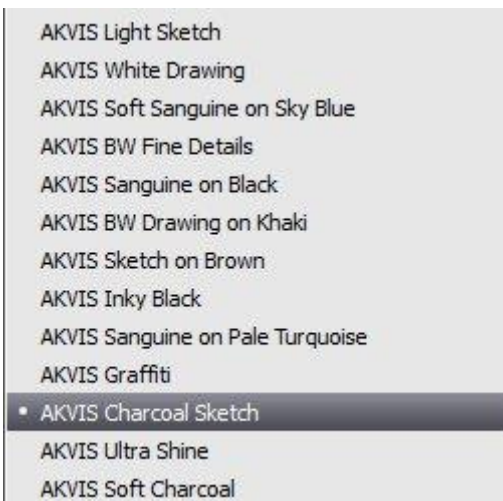 AKVIS Light Sketch
AKVIS White Drawing
AKVIS Soft Sanguine on Sky Blue
AKVIS BW Fine Details
AKVIS Sanguine on Black
AKVIS BW Drawing on Khaki
AKVIS Sketch on Brown
AKVIS Inky Black
AKVIS Sanguine on Pale Turquoise
AKVIS Graffiti
• AKVIS Charcoal Sketch
AKVIS Ultra Shine
AKVIS Soft Charcoal